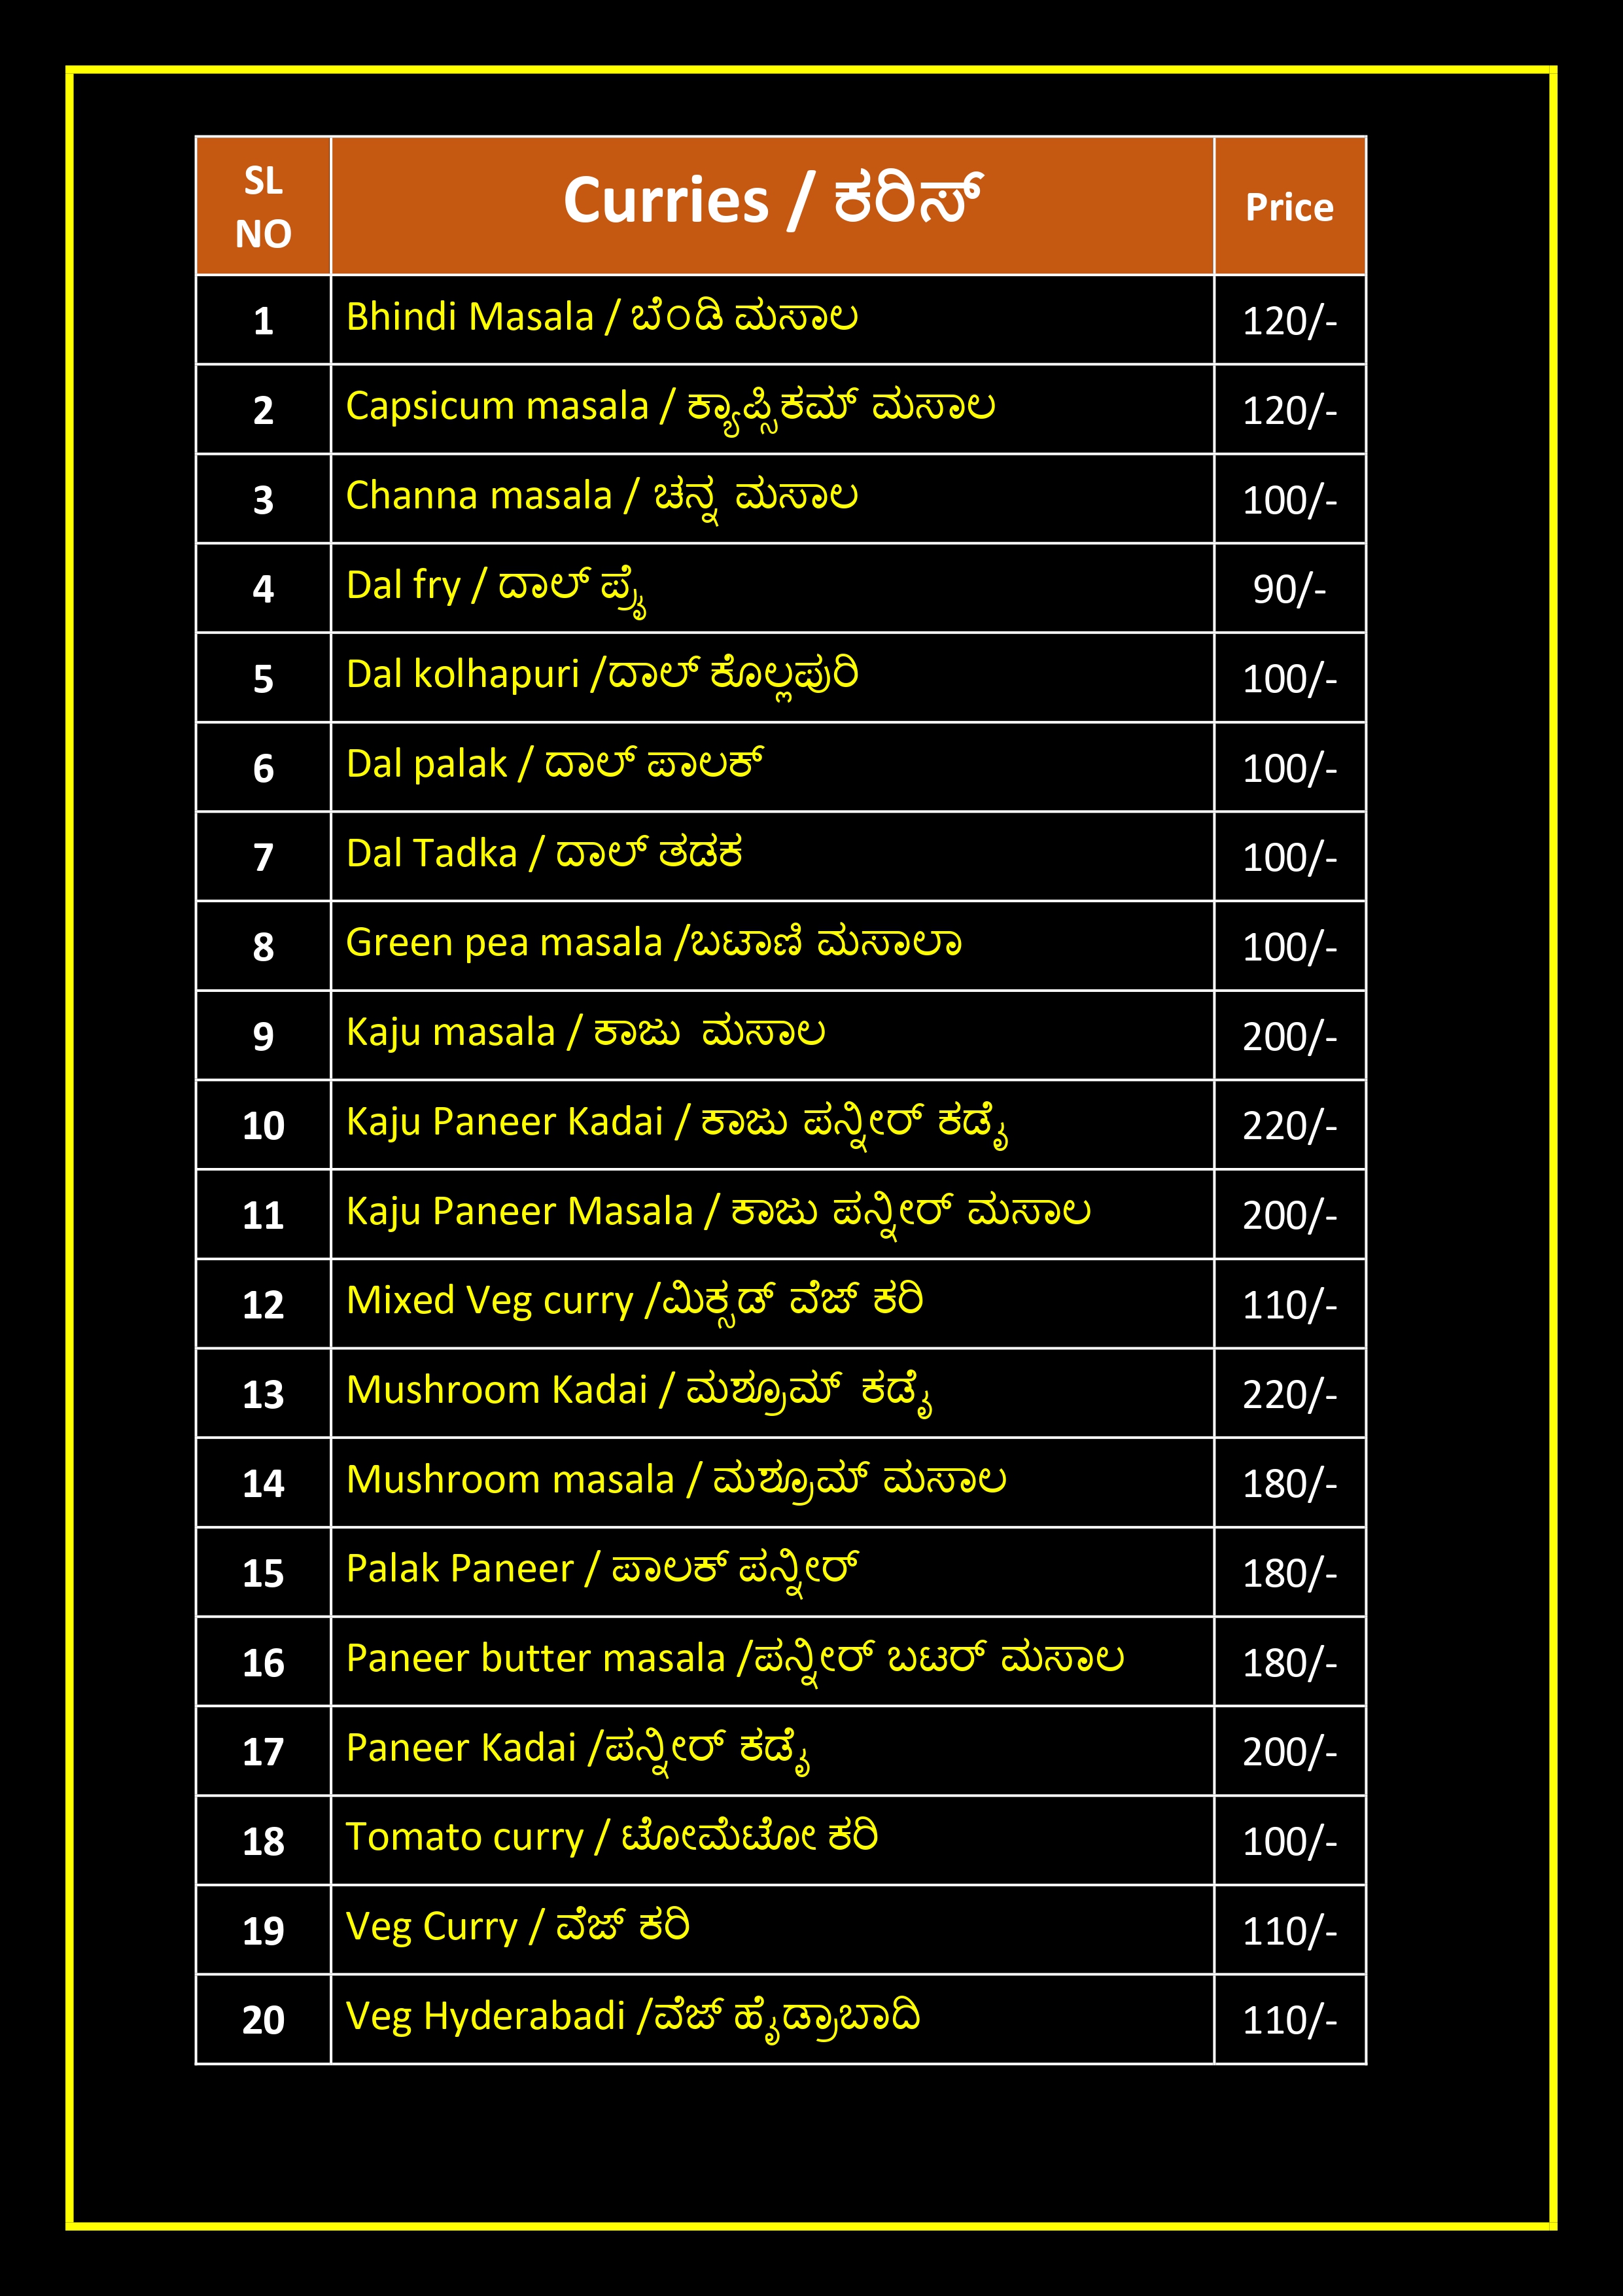 SL NO Curries / ಕರಿಸ್ Price
1 Bhindi Masala / ಬೆಂಡಿ ಮಸಾಲ 120/-
2 Capsicum masala / ಕ್ಯಾಪ್ಸಿಕಮ್ ಮಸಾಲ 120/-
3 Channa masala / ಚನ್ನ ಮಸಾಲ 100/-
4 Dal fry / ದಾಲ್ ಪ್ರೈ 90/-
5 Dal kolhapuri /ದಾಲ್ ಕೊಲ್ಲಪುರಿ 100/-
6 Dal palak / ದಾಲ್ ಪಾಲಕ್ 100/-
7 Dal Tadka / ದಾಲ್ ತಡಕ 100/-
8 Green pea masala /ಬಟಾಣಿ ಮಸಾಲಾ 100/-
9 Kaju masala / ಕಾಜು ಮಸಾಲ 200/-
10 Kaju Paneer Kadai / ಕಾಜು ಪನ್ನೀರ್ ಕಡೈ 220/-
11 Kaju Paneer Masala / ಕಾಜು ಪನ್ನೀರ್ ಮಸಾಲ 200/-
12 Mixed Veg curry /ಮಿಕ್ಸಡ್ ವೆಜ್ ಕರಿ 110/-
13 Mushroom Kadai / ಮಶ್ರೂಮ್ ಕಡೈ 220/-
14 Mushroom masala / ಮಶ್ರೂಮ್ ಮಸಾಲ 180/-
15 Palak Paneer / ಪಾಲಕ್ ಪನ್ನೀರ್ 180/-
16 Paneer butter masala /ಪನ್ನೀರ್ ಬಟರ್ ಮಸಾಲ 180/-
17 Paneer Kadai /ಪನ್ನೀರ್ ಕಡೈ 200/-
18 Tomato curry / ಟೋಮೆಟೋ ಕರಿ 100/-
19 Veg Curry / ವೆಜ್ ಕರಿ 110/-
20 Veg Hyderabadi /ವೆಜ್ ಹೈಡ್ರಾಬಾದಿ 110/-